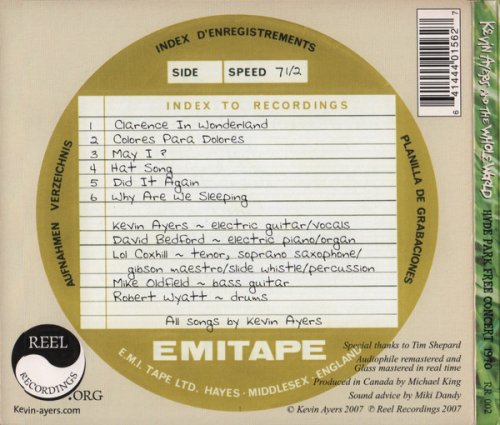 INDEX D'ENREGISTREMENTS
SIDE SPEED 7 1/2
INDEX TO RECORDINGS
1 Clarence In Wonderland
2 Colores Para Dolores
3 May I ?
4 Hat Song
5 Did It Again
6 Why Are We Sleeping
Kevin Ayers ~ electric guitar/vocals
David Bedford ~ electric piano/organ
Lol Coxhill ~ tenor, soprano saxophone/
gibson maestro/slide whistle/percussion
Mike Oldfield ~ bass guitar
Robert Wyatt ~ drums
All songs by Kevin Ayers
AUFNAHMEN VERZEICHNIS
PLANILLA DE GRABACIONES
EMITAPE
E.M.I. TAPE LTD. HAYES · MIDDLESEX · ENGLAND
REEL
RECORDINGS
.ORG
Kevin-ayers.com
Special thanks to Tim Shepard
Audiophile remastered and
Glass mastered in real time
Produced in Canada by Michael King
Sound advice by Miki Dandy
© Kevin Ayers 2007 ℗ Reel Recordings 2007
6 41444 01562 7
KEVIN AYERS AND THE WHOLE WORLD HYDE PARK FREE CONCERT 1970 RR 002